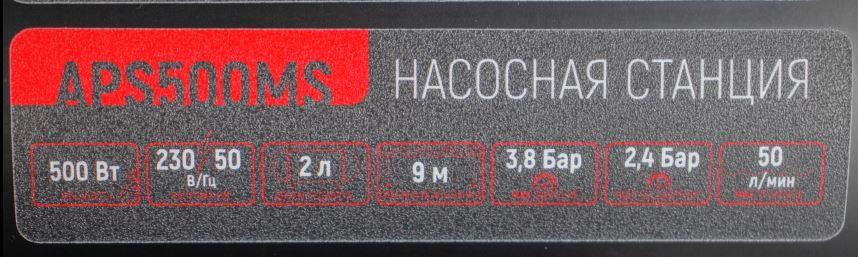 APS500MS НАСОСНАЯ СТАНЦИЯ
500 Вт
230/50
В/Гц
2 л
9 м
3,8 Бар
2,4 Бар
50
л/мин